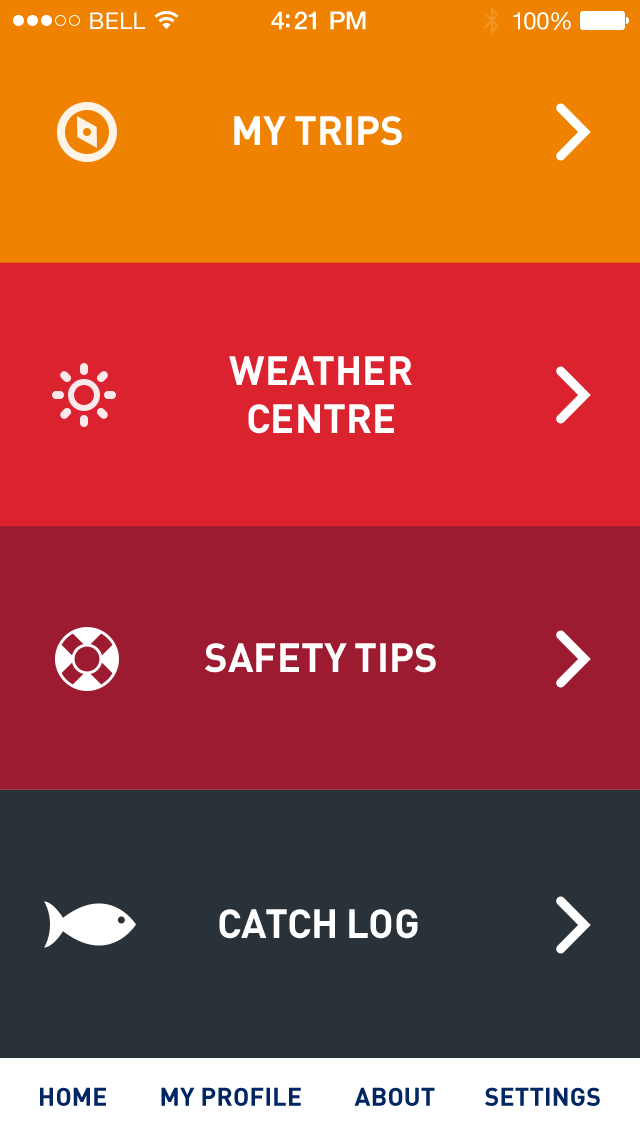 BELL 4:21 PM 100%
MY TRIPS
WEATHER
CENTRE
SAFETY TIPS
CATCH LOG
HOME MY PROFILE ABOUT SETTINGS